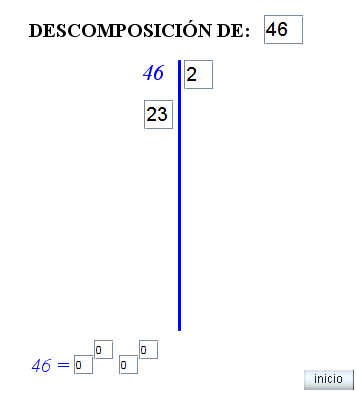 DESCOMPOSICIÓN DE: 46
46 2
23
46 = 0 0 0 0
inicio